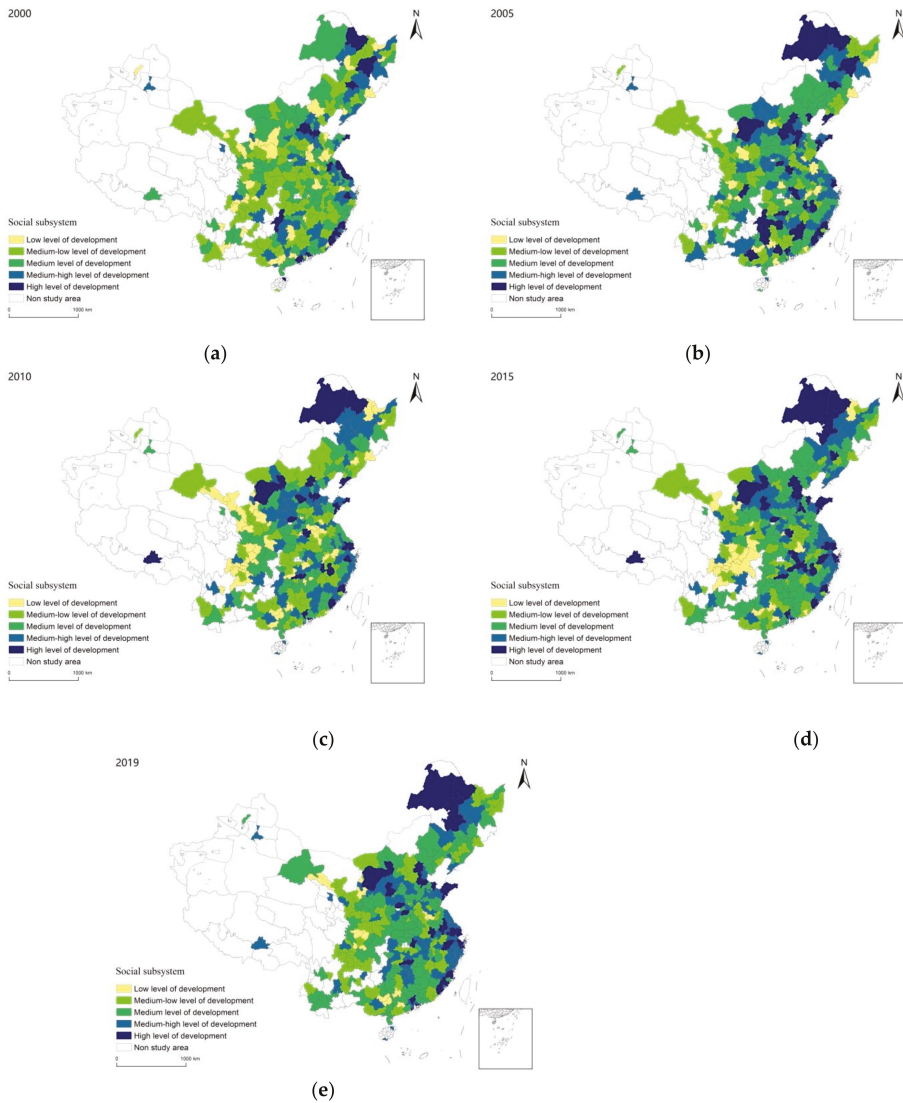 2000
N
Social subsystem
Low level of development
Medium-low level of development
Medium level of development
Medium-high level of development
High level of development
Non study area
0 1000 km
(a)
2005
N
Social subsystem
Low level of development
Medium-low level of development
Medium level of development
Medium-high level of development
High level of development
Non study area
0 1000 km
(b)
2010
N
Social subsystem
Low level of development
Medium-low level of development
Medium level of development
Medium-high level of development
High level of development
Non study area
0 1000 km
(c)
2015
N
Social subsystem
Low level of development
Medium-low level of development
Medium level of development
Medium-high level of development
High level of development
Non study area
0 1000 km
(d)
2019
N
Social subsystem
Low level of development
Medium-low level of development
Medium level of development
Medium-high level of development
High level of development
Non study area
0 1000 km
(e)